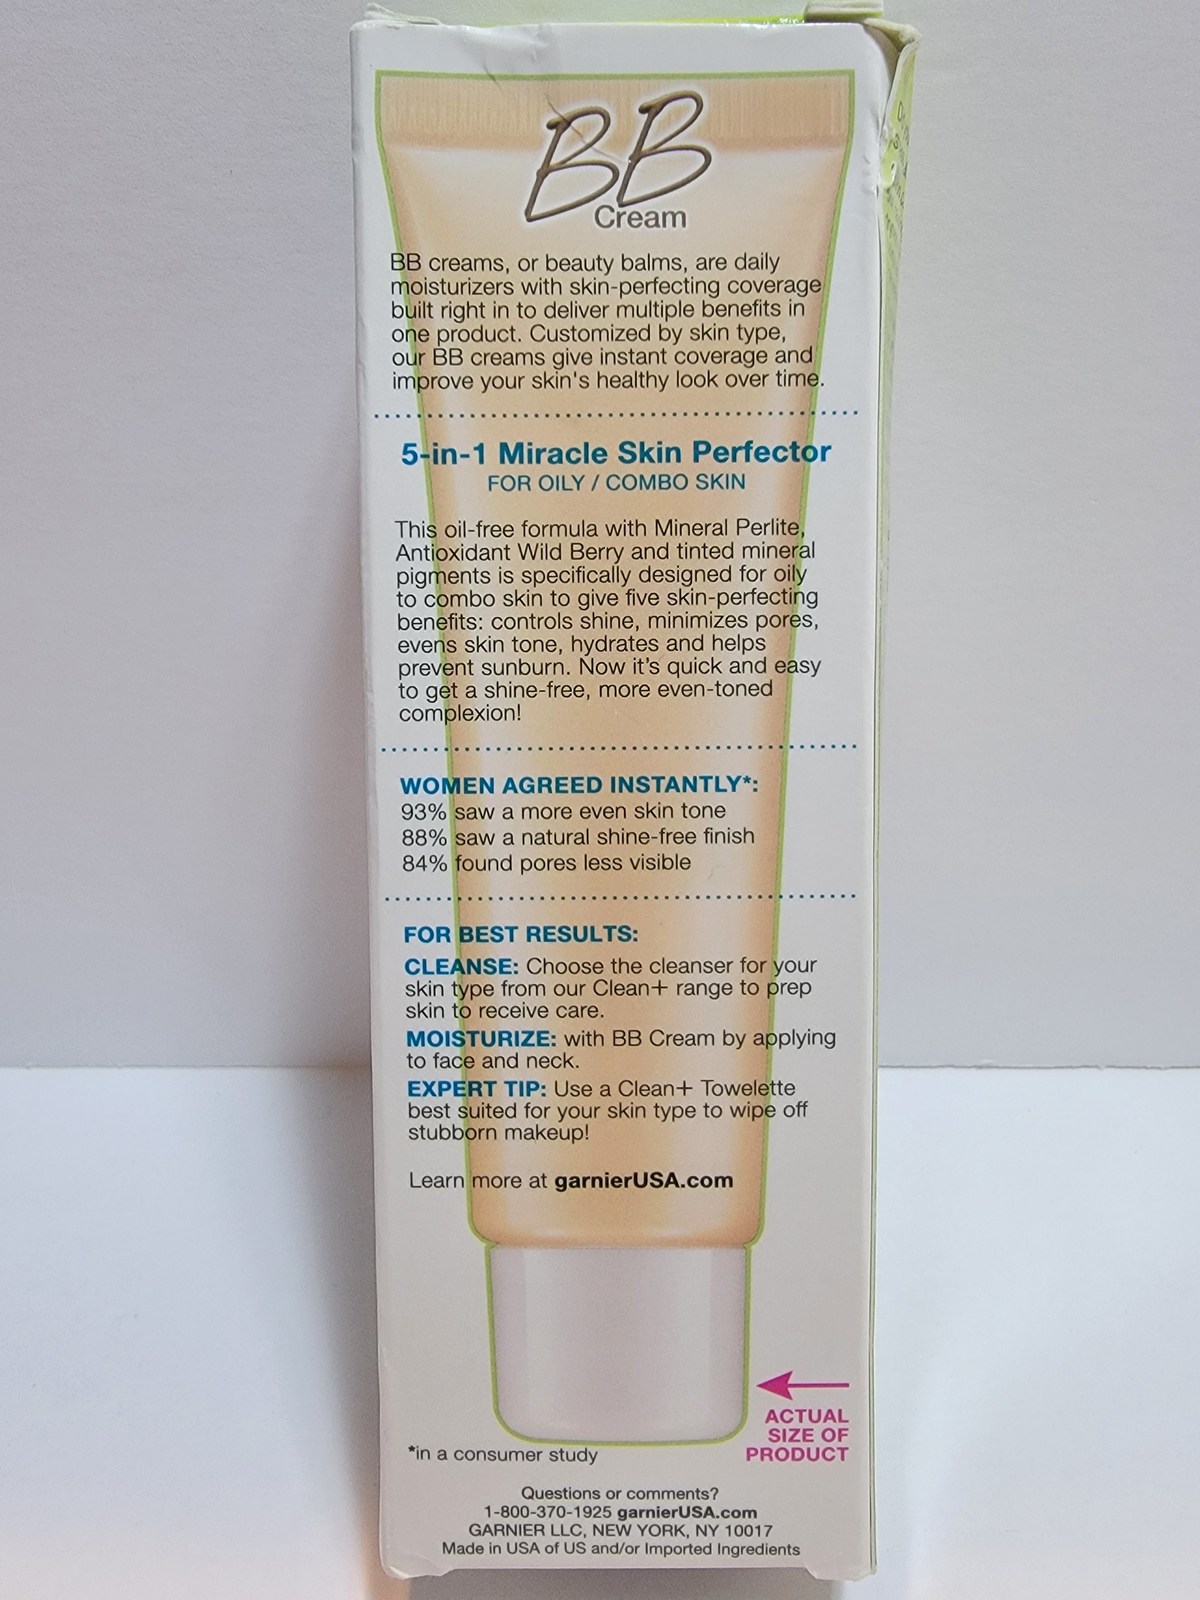 BB
Cream
BB creams, or beauty balms, are daily
moisturizers with skin-perfecting coverage
built right in to deliver multiple benefits in
one product. Customized by skin type,
our BB creams give instant coverage and
improve your skin's healthy look over time.
5-in-1 Miracle Skin Perfector
FOR OILY / COMBO SKIN
This oil-free formula with Mineral Perlite,
Antioxidant Wild Berry and tinted mineral
pigments is specifically designed for oily
to combo skin to give five skin-perfecting
benefits: controls shine, minimizes pores,
evens skin tone, hydrates and helps
prevent sunburn. Now it's quick and easy
to get a shine-free, more even-toned
complexion!
WOMEN AGREED INSTANTLY*:
93% saw a more even skin tone
88% saw a natural shine-free finish
84% found pores less visible
FOR BEST RESULTS:
CLEANSE: Choose the cleanser for your
skin type from our Clean+ range to prep
skin to receive care.
MOISTURIZE: with BB Cream by applying
to face and neck.
EXPERT TIP: Use a Clean+ Towelette
best suited for your skin type to wipe off
stubborn makeup!
Learn more at garnierUSA.com
ACTUAL
SIZE OF
PRODUCT
*in a consumer study
Questions or comments?
1-800-370-1925 garnierUSA.com
GARNIER LLC, NEW YORK, NY 10017
Made in USA of US and/or Imported Ingredients